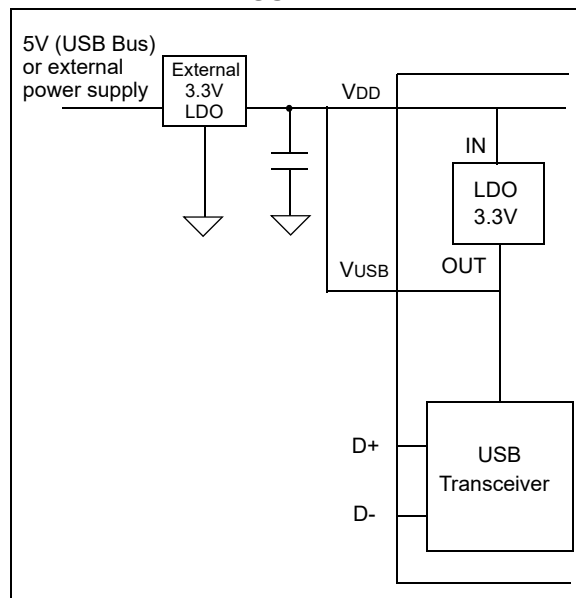 5V (USB Bus)
or external
power supply
External
3.3V
LDO
VDD
IN
LDO
3.3V
OUT
VUSB
D+
USB
Transceiver
D-